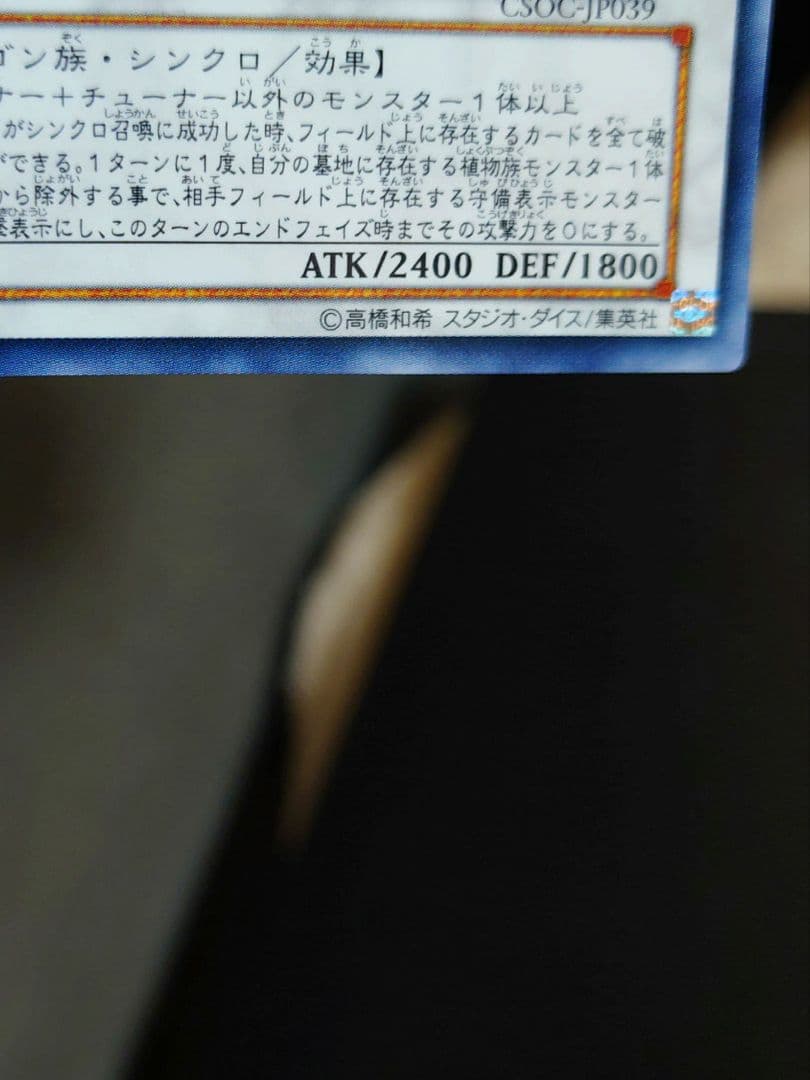 CSOC-JP039
ゴン族・シンクロ／効果】
ナー＋チューナー以外のモンスター１体以上
がシンクロ召喚に成功した時、フィールド上に存在するカードを全て破
ができる。１ターンに１度、自分の墓地に存在する植物族モンスター１体
から除外する事で、相手フィールド上に存在する守備表示モンスター
撃表示にし、このターンのエンドフェイズ時までその攻撃力を０にする。
ATK/2400 DEF/1800
©高橋和希 スタジオ・ダイス/集英社